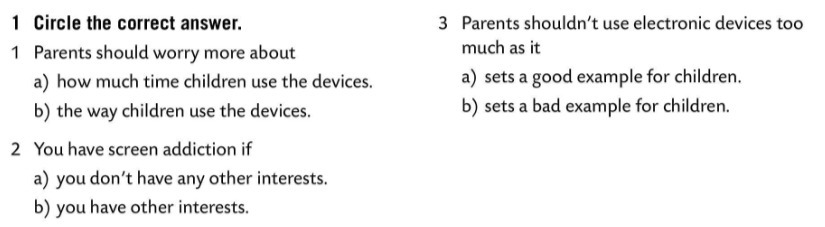 1 Circle the correct answer.
1 Parents should worry more about
a) how much time children use the devices.
b) the way children use the devices.
2 You have screen addiction if
a) you don't have any other interests.
b) you have other interests.
3 Parents shouldn't use electronic devices too
much as it
a) sets a good example for children.
b) sets a bad example for children.